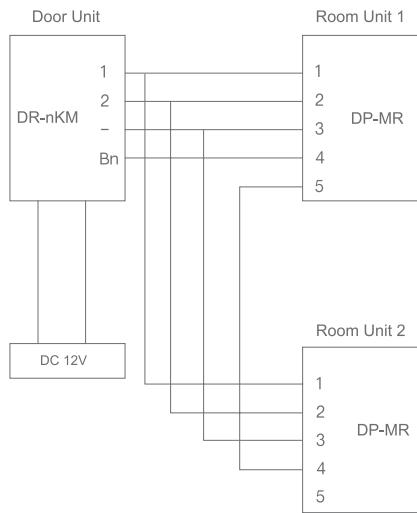 Door Unit
Room Unit 1
1
2
–
Bn
DR-nKM
1
2
3
4
5
DP-MR
DC 12V
Room Unit 2
1
2
3
4
5
DP-MR